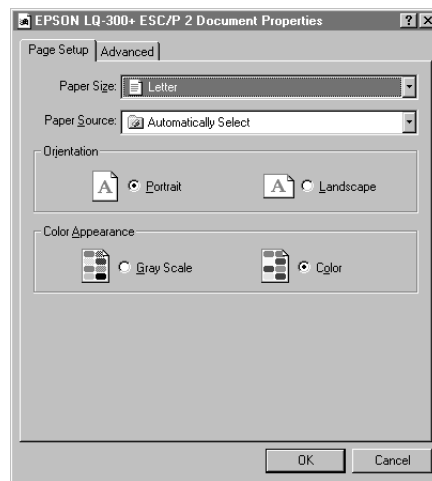 EPSON LQ-300+ ESC/P 2 Document Properties
Page Setup Advanced
Paper Size: Letter
Paper Source: Automatically Select
Orientation
A Portrait A Landscape
Color Appearance
Gray Scale Color
OK Cancel